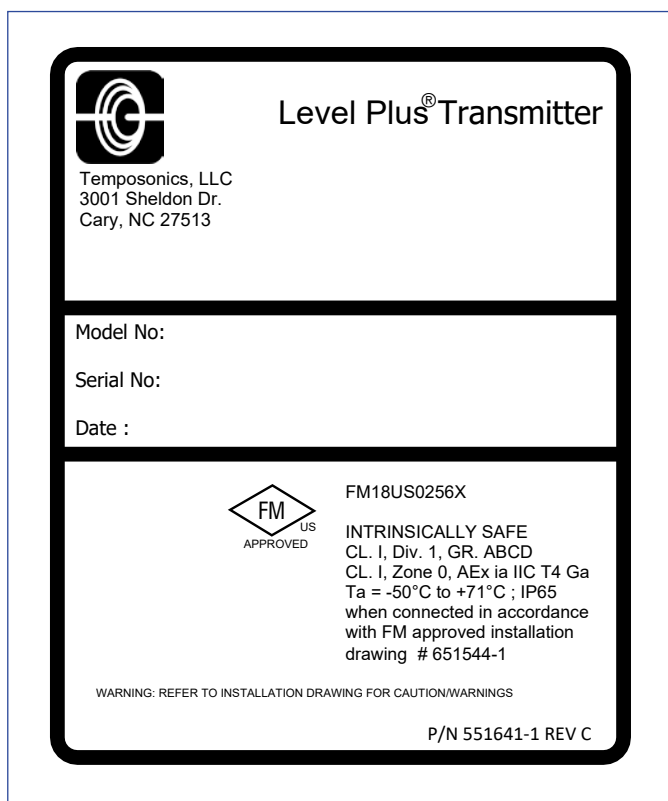 Level Plus® Transmitter
Temposonics, LLC
3001 Sheldon Dr.
Cary, NC 27513
Model No:
Serial No:
Date :
FM
US
APPROVED
FM18US0256X
INTRINSICALLY SAFE
CL. I, Div. 1, GR. ABCD
CL. I, Zone 0, AEx ia IIC T4 Ga
Ta = -50°C to +71°C ; IP65
when connected in accordance
with FM approved installation
drawing # 651544-1
WARNING: REFER TO INSTALLATION DRAWING FOR CAUTION/WARNINGS
P/N 551641-1 REV C